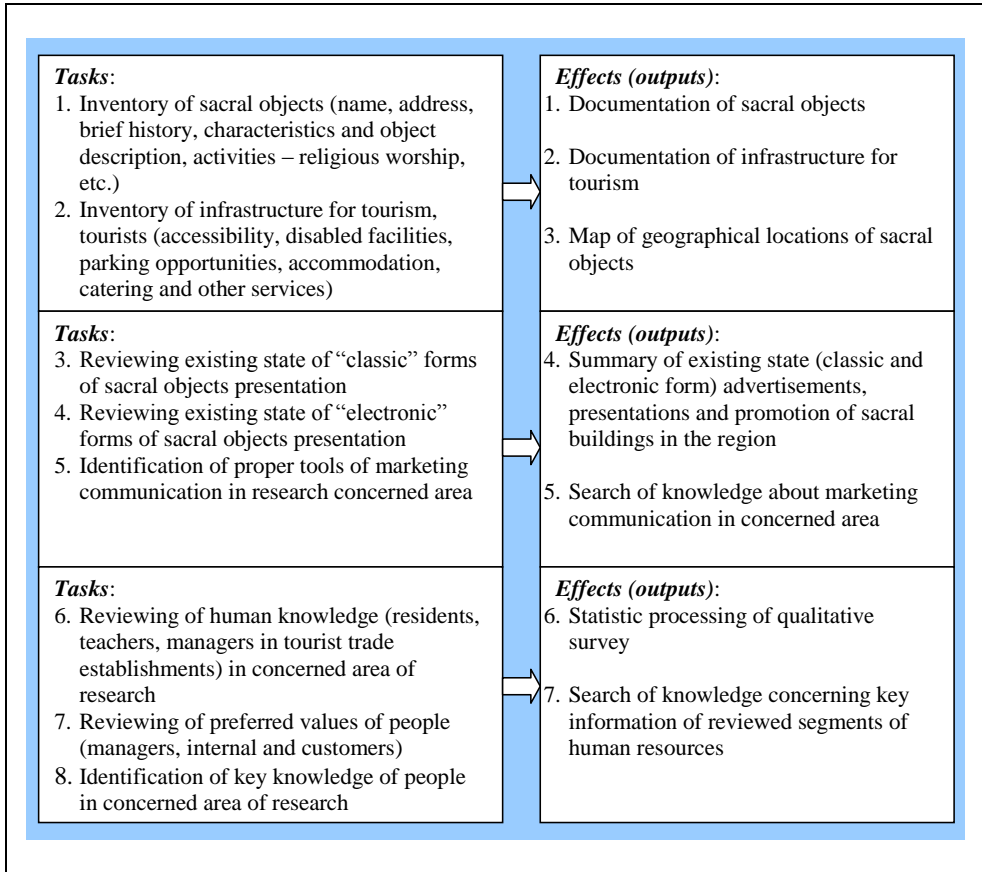 Tasks:
1. Inventory of sacral objects (name, address,
brief history, characteristics and object
description, activities – religious worship,
etc.)
2. Inventory of infrastructure for tourism,
tourists (accessibility, disabled facilities,
parking opportunities, accommodation,
catering and other services)
Effects (outputs):
1. Documentation of sacral objects
2. Documentation of infrastructure for
tourism
3. Map of geographical locations of sacral
objects
Tasks:
3. Reviewing existing state of “classic” forms
of sacral objects presentation
4. Reviewing existing state of “electronic”
forms of sacral objects presentation
5. Identification of proper tools of marketing
communication in research concerned area
Effects (outputs):
4. Summary of existing state (classic and
electronic form) advertisements,
presentations and promotion of sacral
buildings in the region
5. Search of knowledge about marketing
communication in concerned area
Tasks:
6. Reviewing of human knowledge (residents,
teachers, managers in tourist trade
establishments) in concerned area of
research
7. Reviewing of preferred values of people
(managers, internal and customers)
8. Identification of key knowledge of people
in concerned area of research
Effects (outputs):
6. Statistic processing of qualitative
survey
7. Search of knowledge concerning key
information of reviewed segments of
human resources